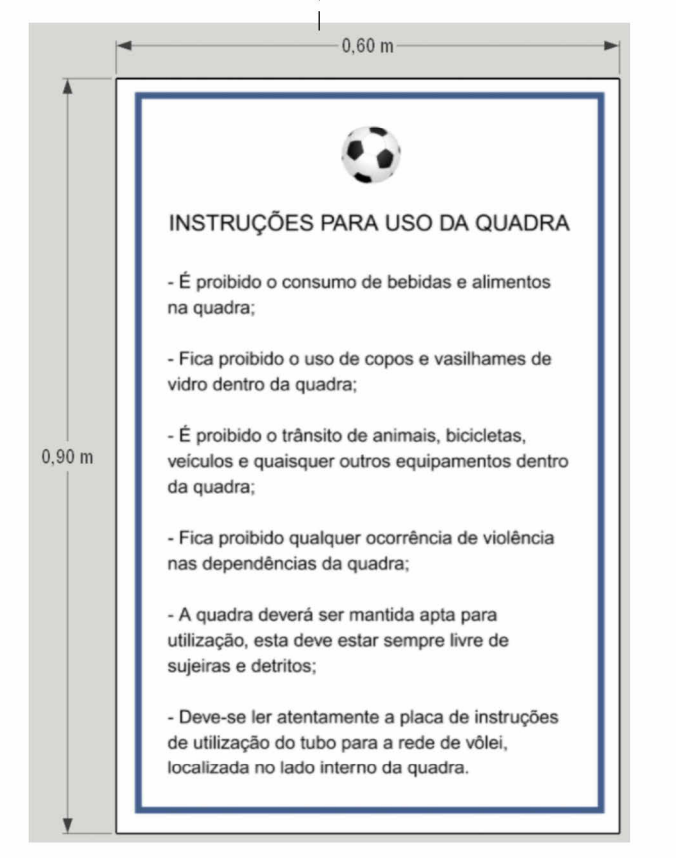 0,60 m
INSTRUÇÕES PARA USO DA QUADRA
- É proibido o consumo de bebidas e alimentos
na quadra;
- Fica proibido o uso de copos e vasilhames de
vidro dentro da quadra;
- É proibido o trânsito de animais, bicicletas,
veículos e quaisquer outros equipamentos dentro
da quadra;
0,90 m
- Fica proibido qualquer ocorrência de violência
nas dependências da quadra;
- A quadra deverá ser mantida apta para
utilização, esta deve estar sempre livre de
sujeiras e detritos;
- Deve-se ler atentamente a placa de instruções
de utilização do tubo para a rede de vôlei,
localizada no lado interno da quadra.